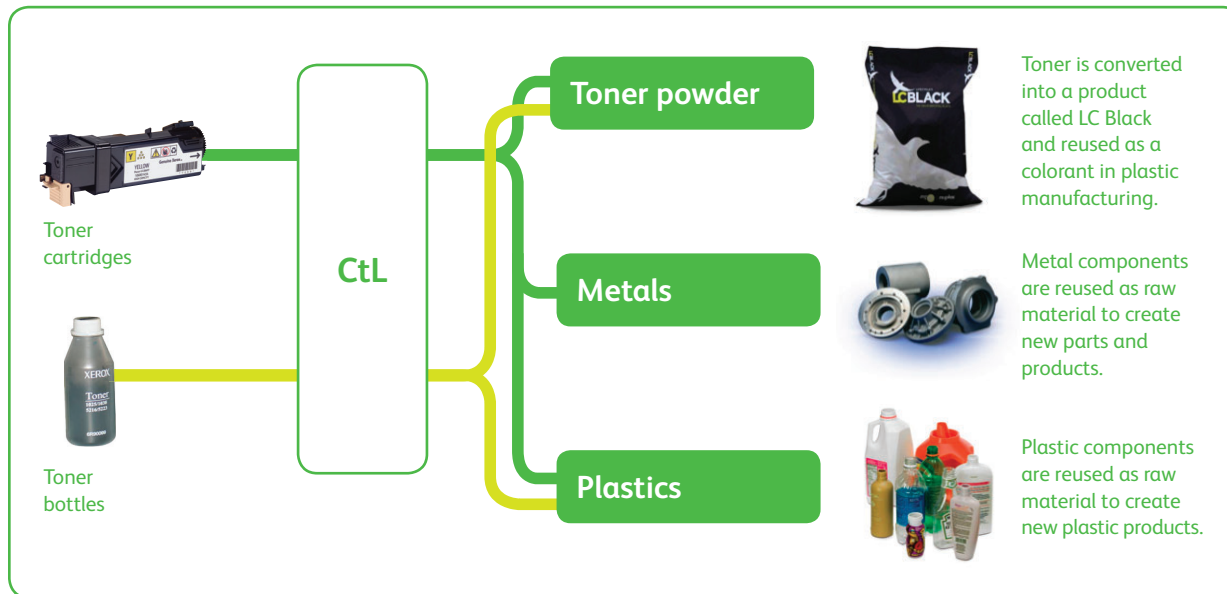 Toner
cartridges
YELLOW
Y
Toner
bottles
XEROX
Toner
CtL
Toner powder
LCBLACK
Toner is converted
into a product
called LC Black
and reused as a
colorant in plastic
manufacturing.
Metals
Metal components
are reused as raw
material to create
new parts and
products.
Plastics
Plastic components
are reused as raw
material to create
new plastic products.